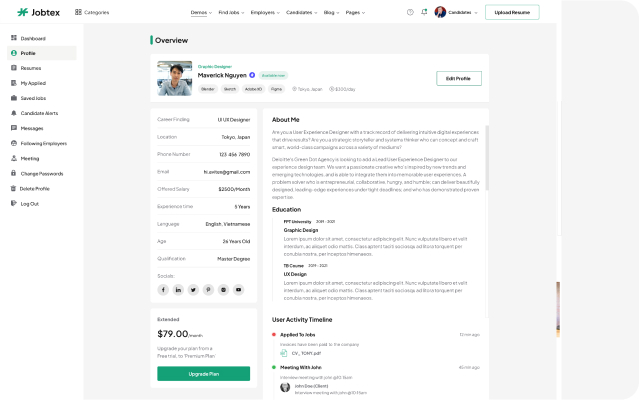 Jobtex
Categories
Demos
Find Jobs
Employers
Candidates
Blog
Pages
Candidates
Upload Resume
Dashboard
Profile
Resumes
My Applied
Saved Jobs
Candidate Alerts
Messages
Following Employers
Meeting
Change Passwords
Delete Profile
Log Out
Overview
Graphic Designer
Maverick Nguyen
Available now
Blender
Sketch
Adobe XD
Figma
Tokyo, Japan
$300/day
Edit Profile
Career Finding
UI UX Designer
Location
Tokyo, Japan
Phone Number
123 456 7890
Email
hi.avitex@gmail.com
Offered Salary
$2500/Month
Experience time
5 Years
Language
English, Vietnamese
Age
26 Years Old
Qualification
Master Degree
Socials:
Extended
$79.00/month
Upgrade your plan from a
Free trial, to 'Premium Plan'
Upgrade Plan
About Me
Are you a User Experience Designer with a track record of delivering intuitive digital experiences
that drive results? Are you a strategic storyteller and systems thinker who can concept and craft
smart, world-class campaigns across a variety of mediums?
Deloitte's Green Dot Agency is looking to add a Lead User Experience Designer to our
experience design team. We want a passionate creative who's inspired by new trends and
emerging technologies, and is able to integrate them into memorable user experiences. A
problem solver who is entrepreneurial, collaborative, hungry, and humble; can deliver beautifully
designed, leading-edge experiences under tight deadlines; and who has demonstrated proven
expertise.
Education
FPT University
2015 - 2021
Graphic Design
Lorem ipsum dolor sit amet, consectetur adipiscing elit. Nunc vulputate libero et velit
interdum, ac aliquet odio mattis. Class aptent taciti sociosqu ad litora torquent per
conubia nostra, per inceptos himenaeos.
TB Course
2019 - 2021
UX Design
Lorem ipsum dolor sit amet, consectetur adipiscing elit. Nunc vulputate libero et velit
interdum, ac aliquet odio mattis. Class aptent taciti sociosqu ad litora torquent per
conubia nostra, per inceptos himenaeos.
User Activity Timeline
Applied To Jobs
12 min ago
Invoices have been paid to the company
CV_TONY.pdf
Meeting With John
45 min ago
Interview meeting with john @10:15am
John Doe (Client)
Interview meeting with john @10:15am